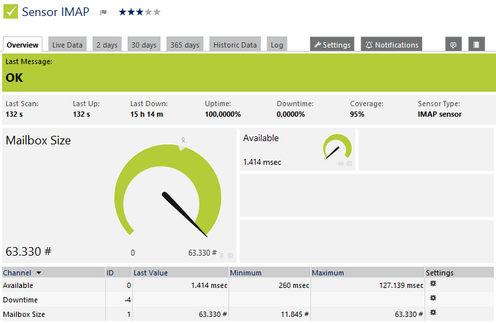 Sensor IMAP
Overview Live Data 2 days 30 days 365 days Historic Data Log Settings Notifications
Last Message:
OK
Last Scan: Last Up: Last Down: Uptime: Downtime: Coverage: Sensor Type:
132 s 132 s 15 h 14 m 100,0000% 0,0000% 95% IMAP sensor
Mailbox Size
Available
1.414 msec
63.330 #
0 63.330 #
Channel ID Last Value Minimum Maximum Settings
Available 0 1.414 msec 260 msec 127.139 msec
Downtime -4
Mailbox Size 1 63.330 # 11.845 # 63.330 #